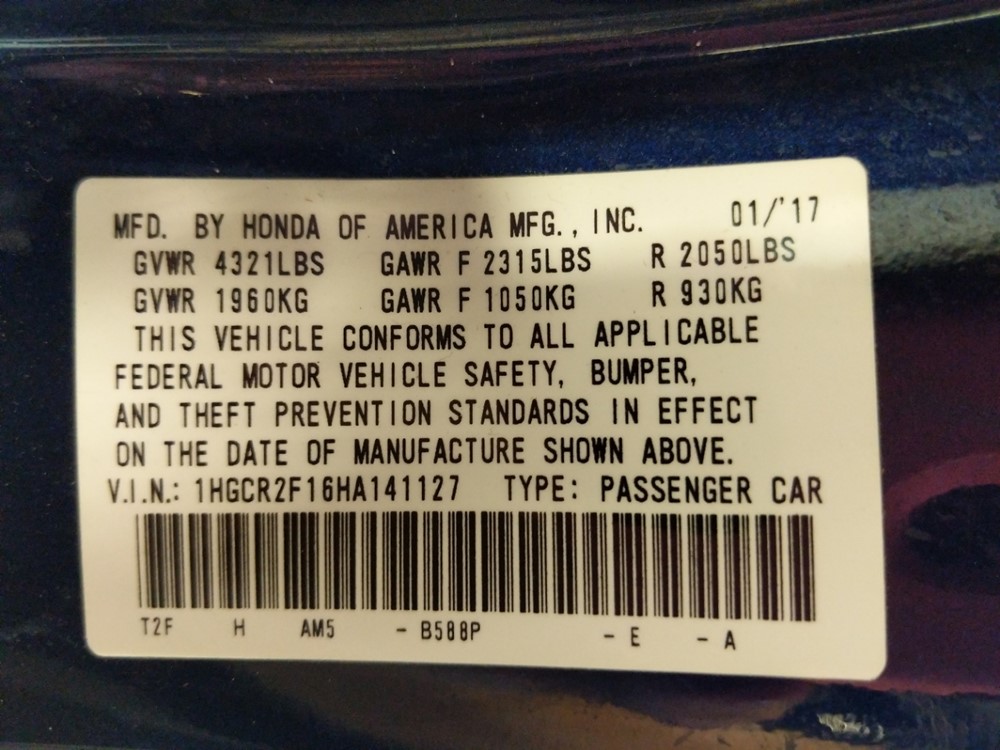 MFD. BY HONDA OF AMERICA MFG., INC. 01/'17
GVWR 4321LBS GAWR F 2315LBS R 2050LBS
GVWR 1960KG GAWR F 1050KG R 930KG
THIS VEHICLE CONFORMS TO ALL APPLICABLE
FEDERAL MOTOR VEHICLE SAFETY, BUMPER,
AND THEFT PREVENTION STANDARDS IN EFFECT
ON THE DATE OF MANUFACTURE SHOWN ABOVE.
V.I.N.: 1HGCR2F16HA141127 TYPE: PASSENGER CAR
T2F H AM5 - B588P - E - A